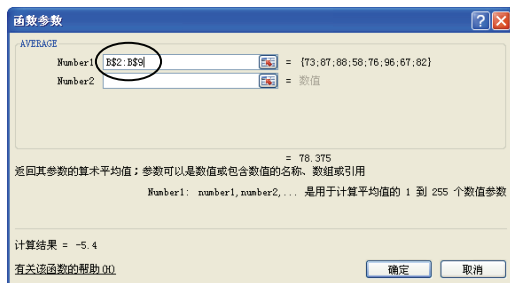 函数参数
AVERAGE
Number1 B$2:B$9 = {73;87;88;58;76;96;67;82}
Number2 = 数值
= 78.375
返回其参数的算术平均值；参数可以是数值或包含数值的名称、数组或引用
Number1: number1,number2,... 是用于计算平均值的 1 到 255 个数值参数
计算结果 = -5.4
有关该函数的帮助(H)
确定 取消